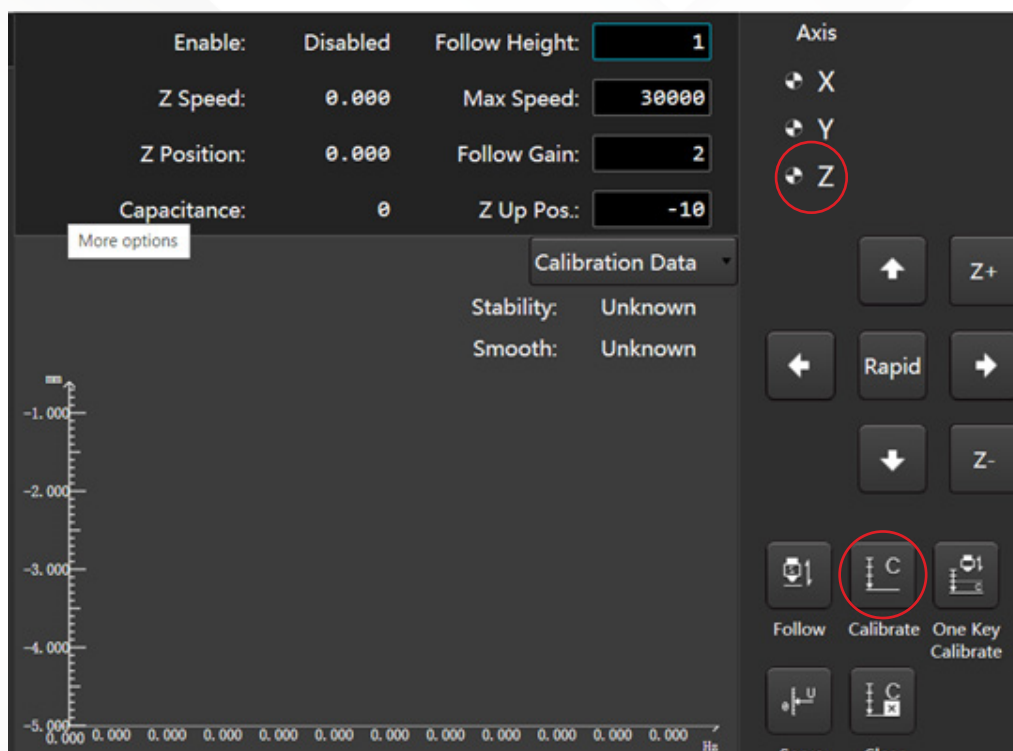 Enable: Disabled Follow Height: 1
Z Speed: 0.000 Max Speed: 30000
Z Position: 0.000 Follow Gain: 2
Capacitance: 0 Z Up Pos.: -10
More options
Calibration Data
Stability: Unknown
Smooth: Unknown
mm
-1.000
-2.000
-3.000
-4.000
-5.000
0.000 0.000 0.000 0.000 0.000 0.000 0.000 0.000 0.000 0.000 0.000 0.000
Hz
Axis
X
Y
Z
Z+
Rapid
Z-
C
Follow Calibrate One Key
Calibrate
U
C